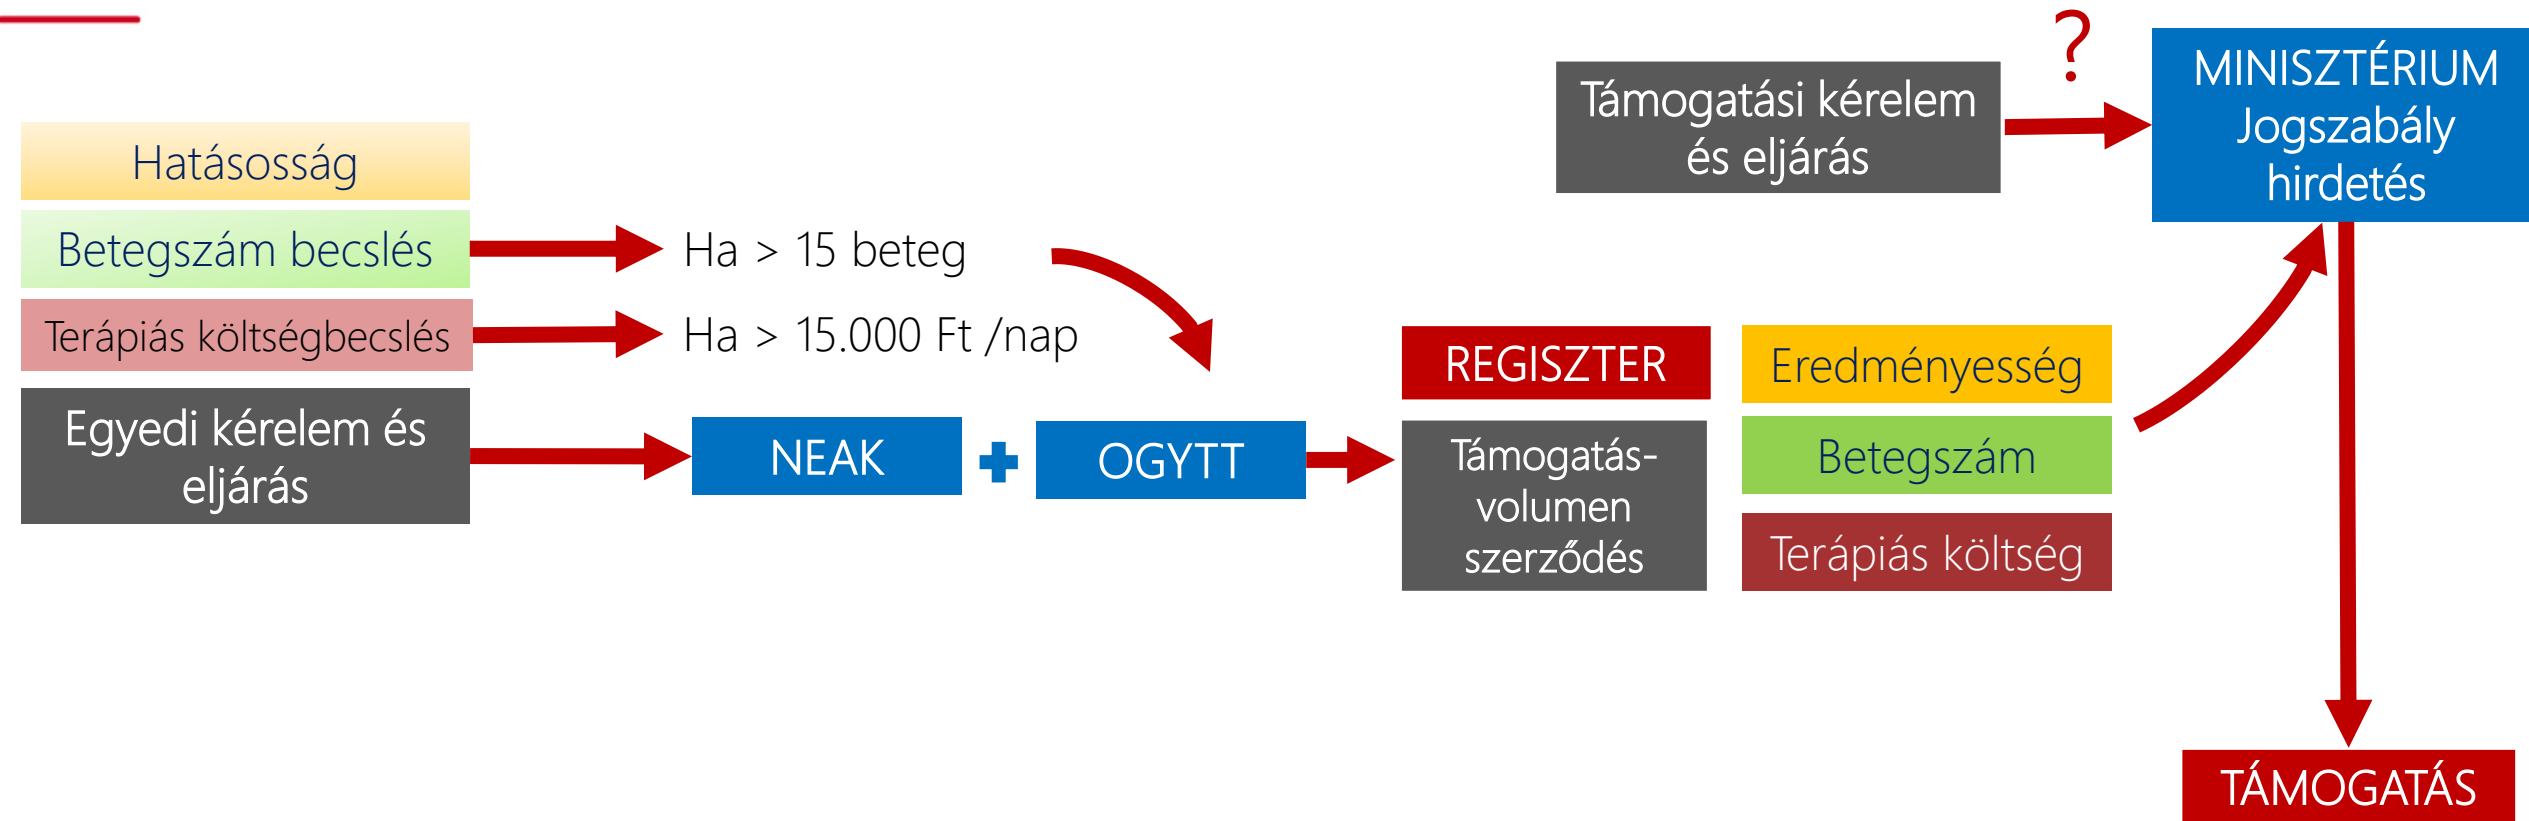 Hatásosság
Betegszám becslés
Terápiás költségbecslés
Egyedi kérelem és
eljárás
Ha > 15 beteg
Ha > 15.000 Ft /nap
NEAK
OGYTT
REGISZTER
Támogatás-
volumen
szerződés
Eredményesség
Betegszám
Terápiás költség
Támogatási kérelem
és eljárás
?
MINISZTÉRIUM
Jogszabály
hirdetés
TÁMOGATÁS